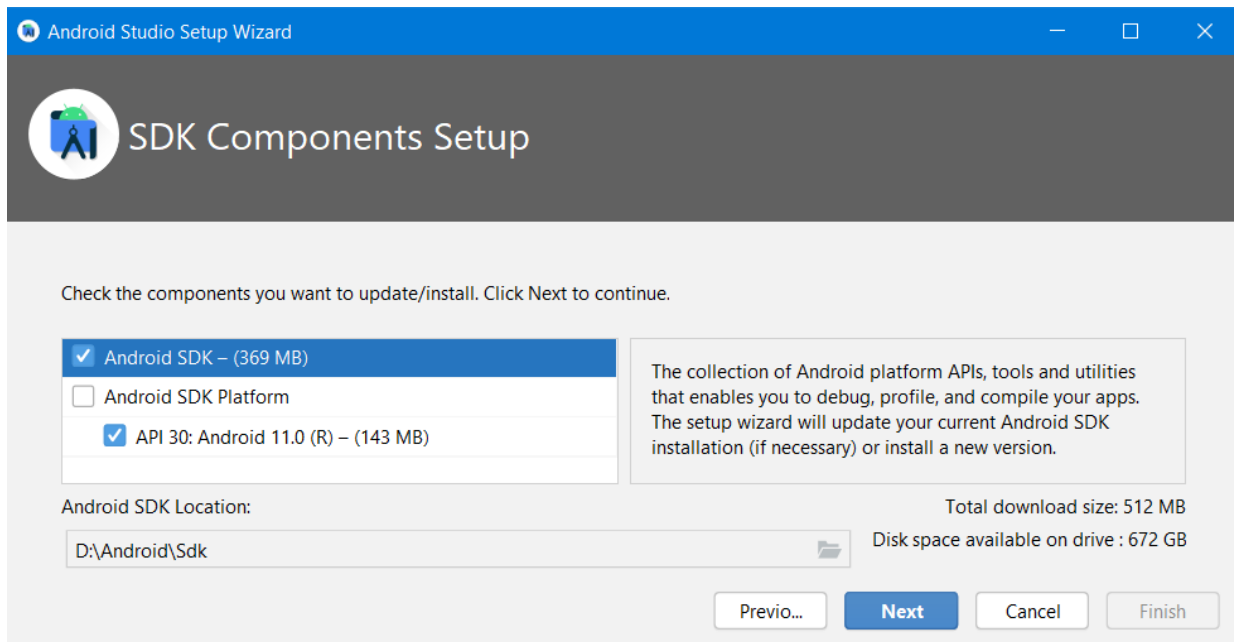 Android Studio Setup Wizard
SDK Components Setup
Check the components you want to update/install. Click Next to continue.
Android SDK – (369 MB)
Android SDK Platform
API 30: Android 11.0 (R) – (143 MB)
The collection of Android platform APIs, tools and utilities
that enables you to debug, profile, and compile your apps.
The setup wizard will update your current Android SDK
installation (if necessary) or install a new version.
Android SDK Location:
Total download size: 512 MB
D:\Android\Sdk
Disk space available on drive : 672 GB
Previo...
Next
Cancel
Finish